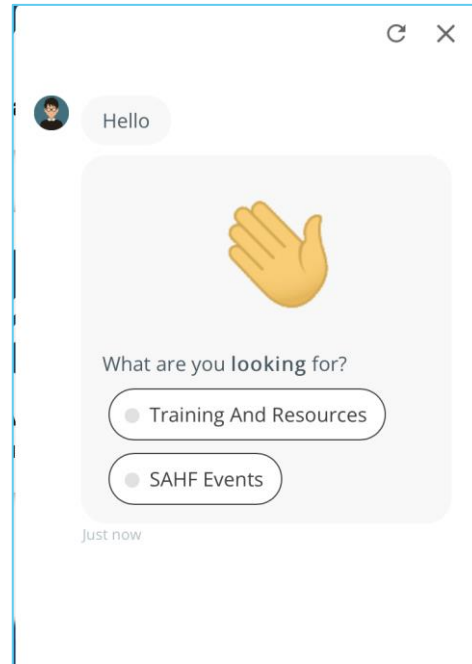 Hello
What are you looking for?
Training And Resources
SAHF Events
Just now